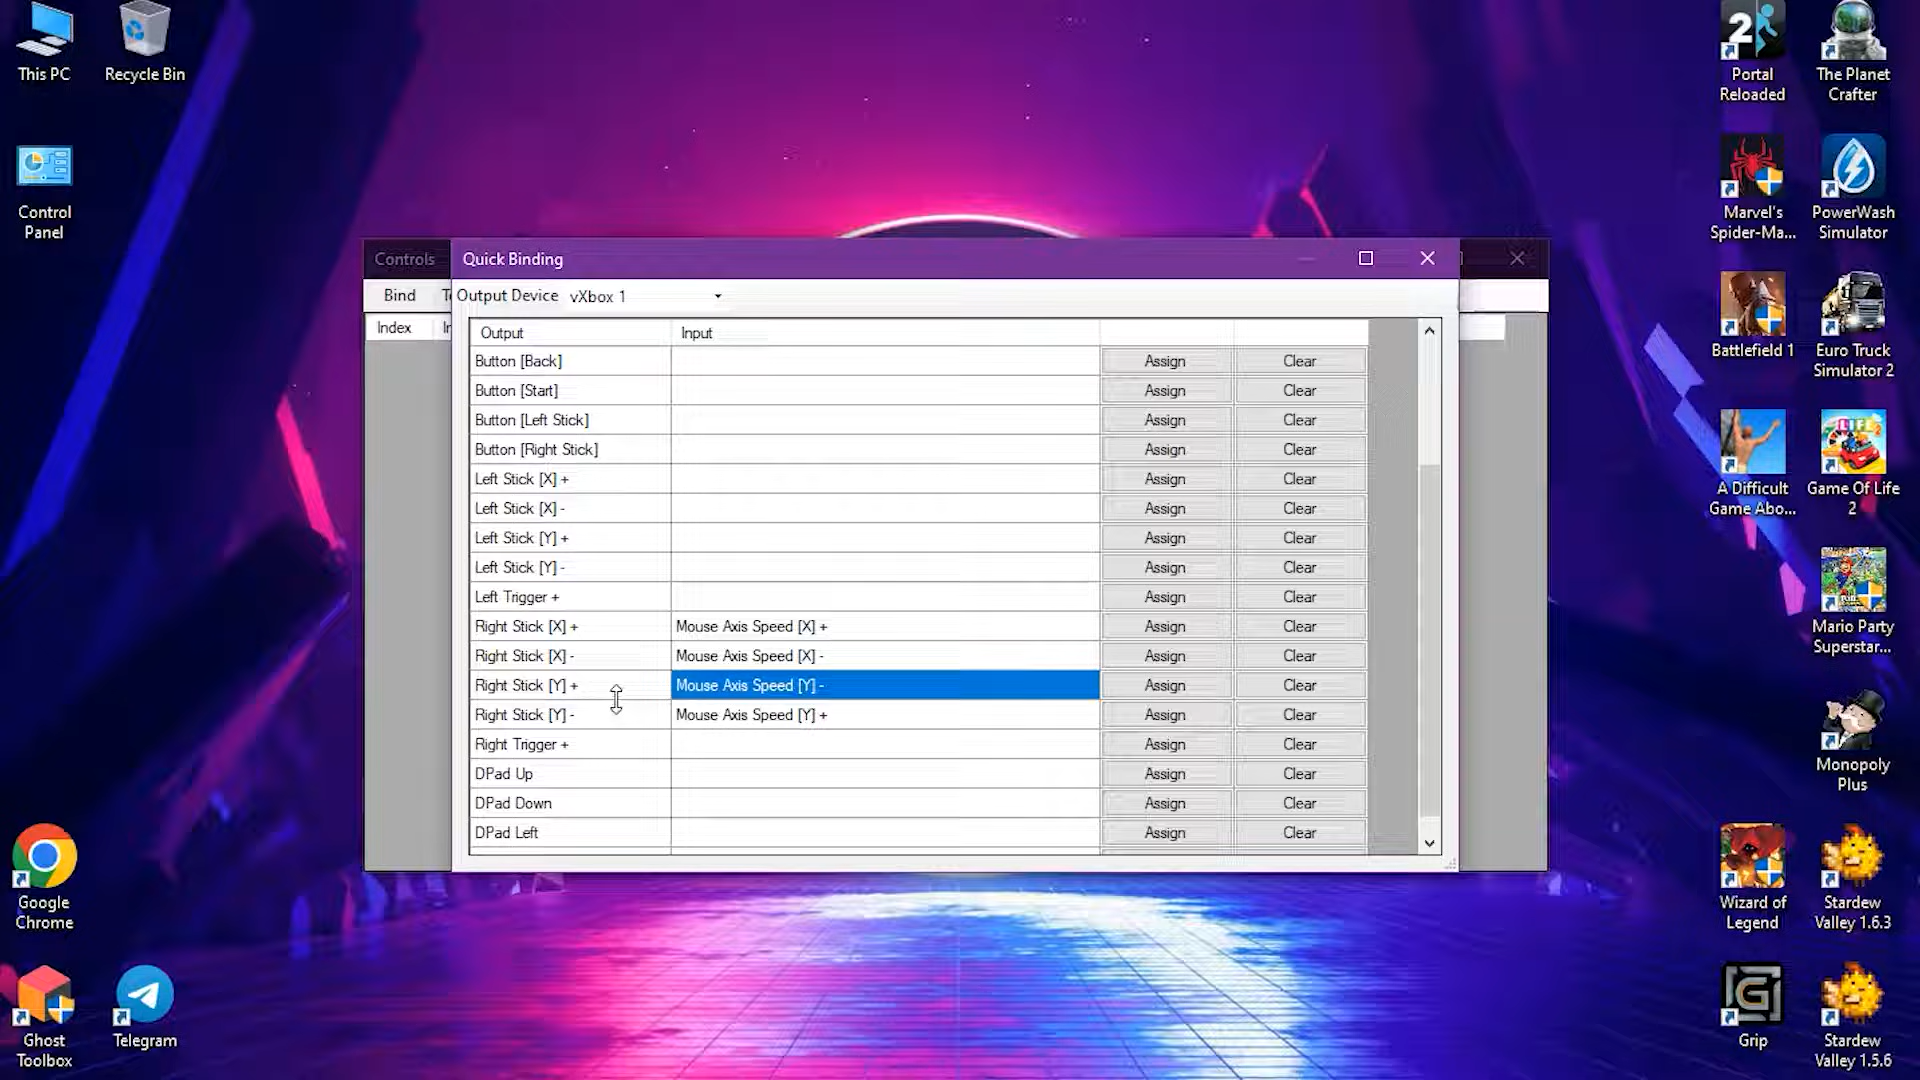 This PC
Recycle Bin
Control
Panel
Google
Chrome
Ghost
Toolbox
Telegram
Controls
Bind
Index
Quick Binding
Output Device
vXbox 1
Output
Input
Button [Back]
Assign
Clear
Button [Start]
Assign
Clear
Button [Left Stick]
Assign
Clear
Button [Right Stick]
Assign
Clear
Left Stick [X] +
Assign
Clear
Left Stick [X] -
Assign
Clear
Left Stick [Y] +
Assign
Clear
Left Stick [Y] -
Assign
Clear
Left Trigger +
Assign
Clear
Right Stick [X] +
Mouse Axis Speed [X] +
Assign
Clear
Right Stick [X] -
Mouse Axis Speed [X] -
Assign
Clear
Right Stick [Y] +
Mouse Axis Speed [Y] -
Assign
Clear
Right Stick [Y] -
Mouse Axis Speed [Y] +
Assign
Clear
Right Trigger +
Assign
Clear
DPad Up
Assign
Clear
DPad Down
Assign
Clear
DPad Left
Assign
Clear
2
Portal
Reloaded
The Planet
Crafter
Marvel's
Spider-Ma...
PowerWash
Simulator
Battlefield 1
Euro Truck
Simulator 2
A Difficult
Game Abo...
LIFE
Game Of Life
2
Mario Party
Superstar...
Monopoly
Plus
Wizard of
Legend
Stardew
Valley 1.6.3
G
Grip
Stardew
Valley 1.5.6